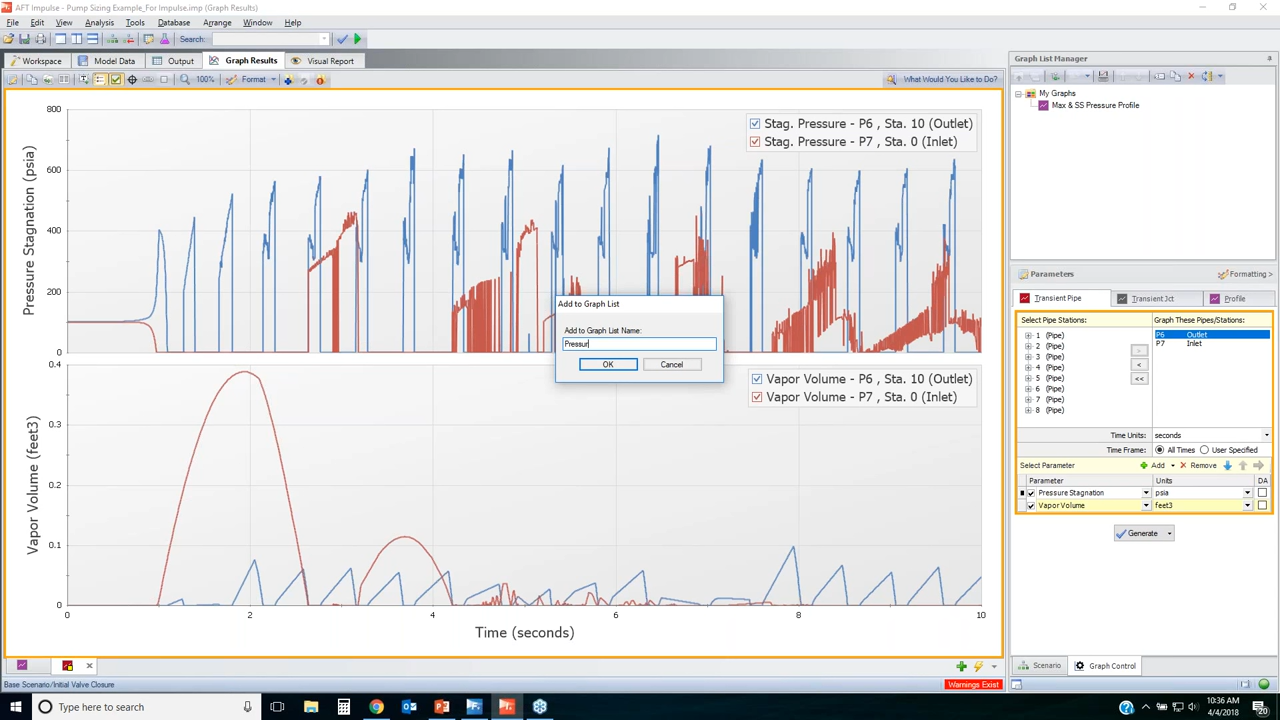 AFT Impulse - Pump Sizing Example_For Impulse.imp (Graph Results)
File Edit View Analysis Tools Database Arrange Window Help
Search:
Workspace Model Data Output Graph Results Visual Report
100% Format What Would You Like to Do?
Graph List Manager
My Graphs
Max & SS Pressure Profile
800
600
400
200
0
Pressure Stagnation (psia)
Stag. Pressure - P6 , Sta. 10 (Outlet)
Stag. Pressure - P7 , Sta. 0 (Inlet)
Add to Graph List
Add to Graph List Name:
Pressur
OK Cancel
0.4
0.3
0.2
0.1
0
Vapor Volume (feet3)
Vapor Volume - P6 , Sta. 10 (Outlet)
Vapor Volume - P7 , Sta. 0 (Inlet)
0 2 4 6 8 10
Time (seconds)
Parameters Formatting >
Transient Pipe Transient Jct Profile
Select Pipe Stations: Graph These Pipes/Stations:
1 (Pipe)
2 (Pipe)
3 (Pipe)
4 (Pipe)
5 (Pipe)
6 (Pipe)
7 (Pipe)
8 (Pipe)
>
<
<<
P6 Outlet
P7 Inlet
Time Units: seconds
Time Frame: All Times User Specified
Select Parameter Add Remove
Parameter Units DA
Pressure Stagnation psia
Vapor Volume feet3
Generate
Scenario Graph Control
Base Scenario/Initial Valve Closure Warnings Exist
Type here to search
10:36 AM
4/4/2018
20